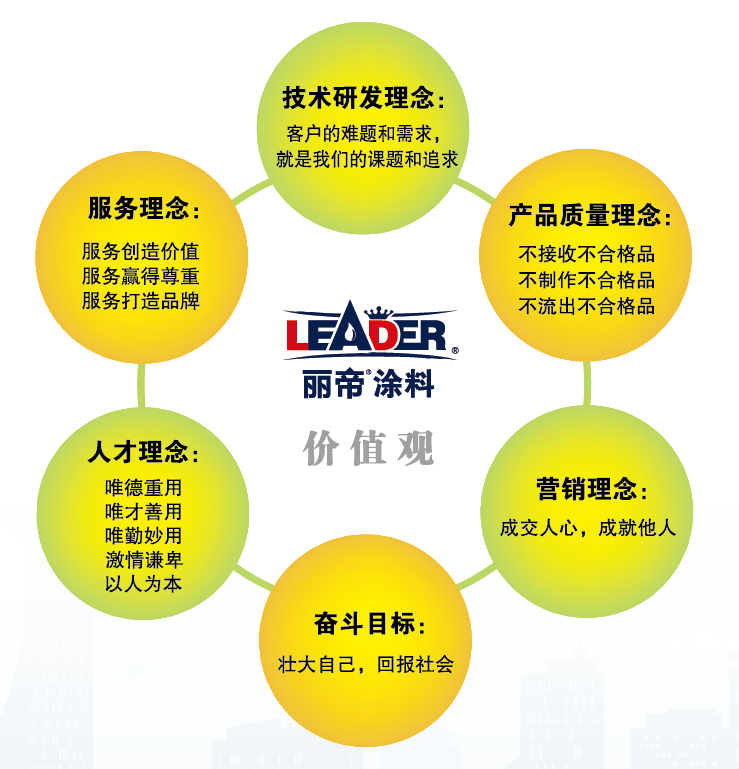 技术研发理念：
客户的难题和需求，
就是我们的课题和追求
产品质量理念：
不接收不合格品
不制作不合格品
不流出不合格品
营销理念：
成交人心，成就他人
奋斗目标：
壮大自己，回报社会
人才理念：
唯德重用
唯才善用
唯勤妙用
激情谦卑
以人为本
服务理念：
服务创造价值
服务赢得尊重
服务打造品牌
LEADER®
丽帝®涂料
价值观